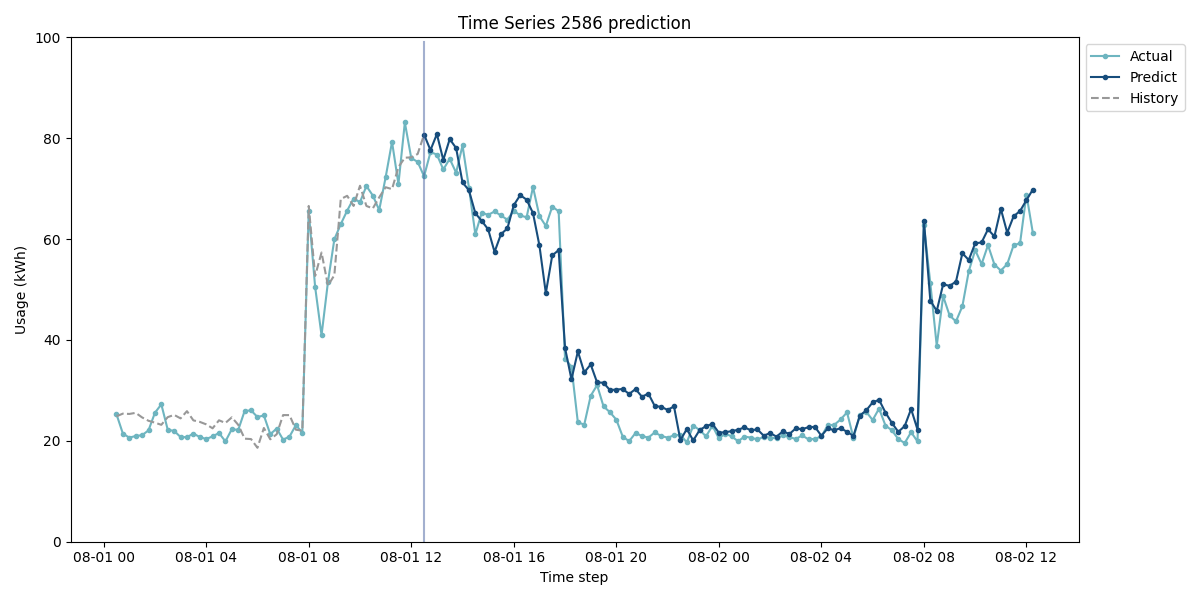 Time Series 2586 prediction
100
80
60
40
20
0
Usage (kWh)
08-01 00 08-01 04 08-01 08 08-01 12 08-01 16 08-01 20 08-02 00 08-02 04 08-02 08 08-02 12
Time step
Actual
Predict
History